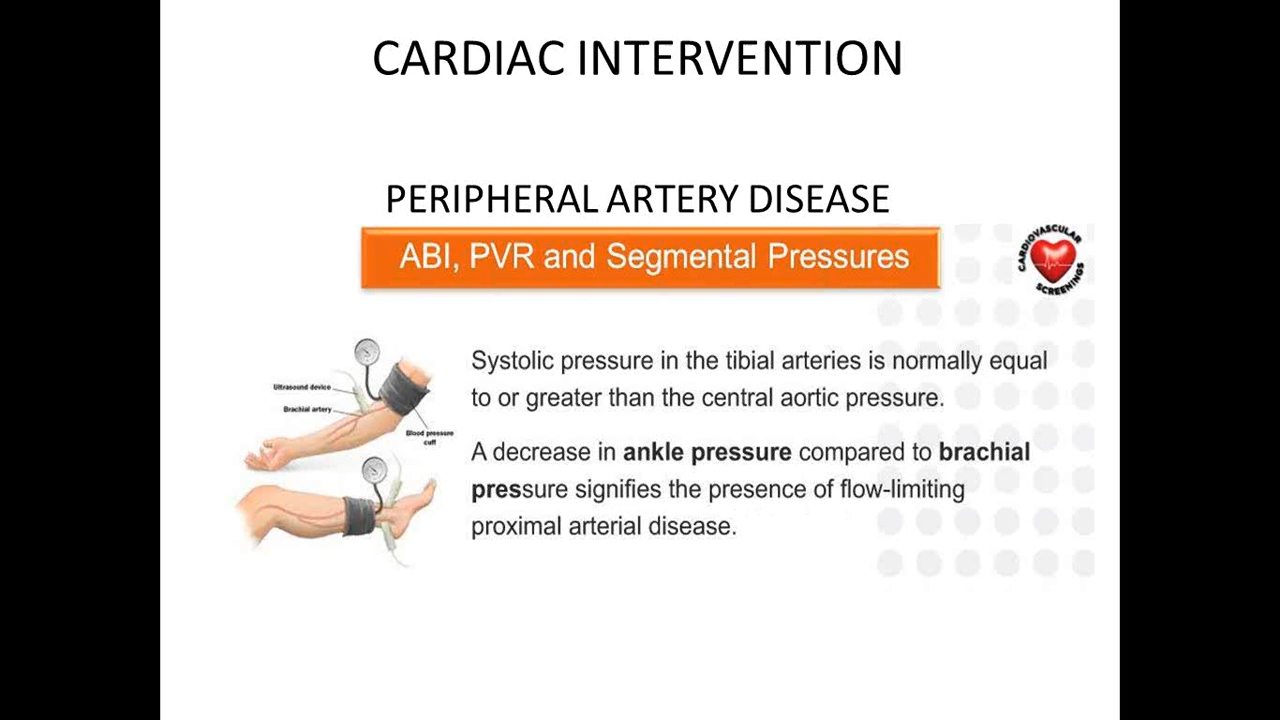 CARDIAC INTERVENTION
PERIPHERAL ARTERY DISEASE
ABI, PVR and Segmental Pressures
CARDIOVASCULAR
SCREENINGS
Systolic pressure in the tibial arteries is normally equal
to or greater than the central aortic pressure.
Ultrasound device
Brachial artery
Blood pressure
cuff
A decrease in ankle pressure compared to brachial
pressure signifies the presence of flow-limiting
proximal arterial disease.